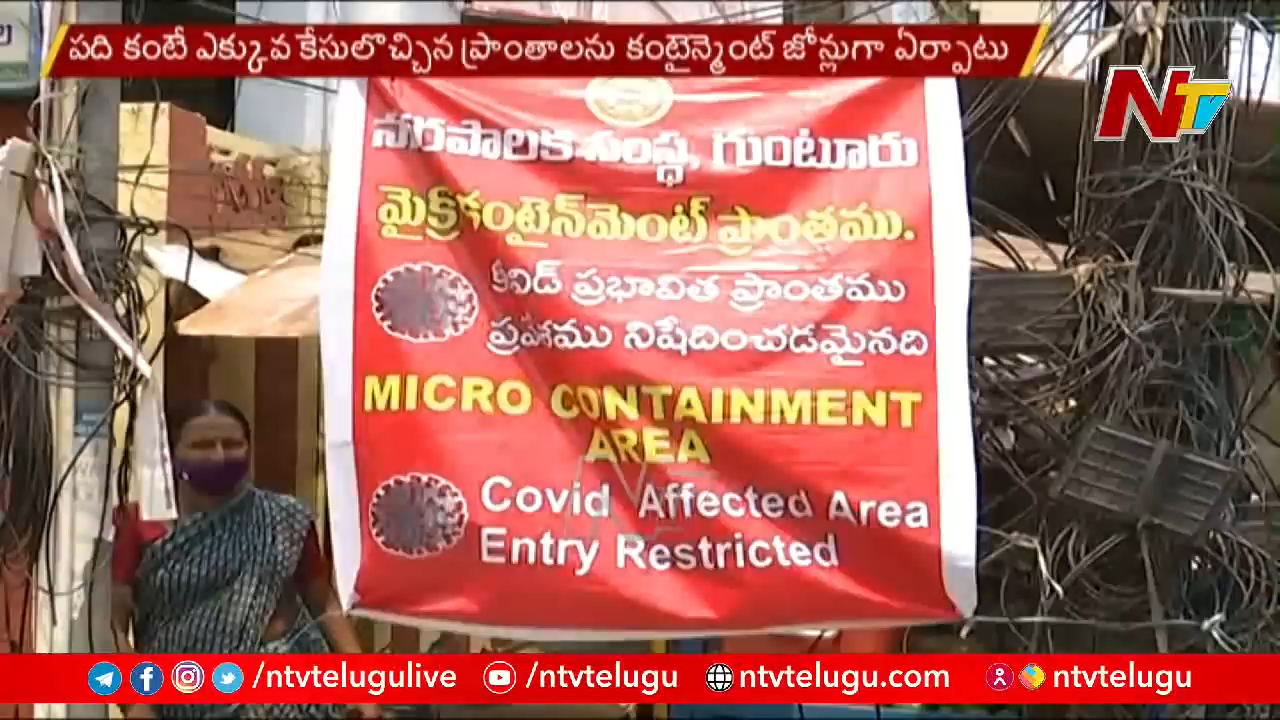 పది కంటే ఎక్కువ కేసులొచ్చిన ప్రాంతాలను కంటైన్మెంట్ జోన్లుగా ఏర్పాటు
NTV
నగరపాలక సంస్థ, గుంటూరు
మైక్రోకంటైన్‌మెంట్ ప్రాంతము.
కోవిడ్ ప్రభావిత ప్రాంతము
ప్రవేశము నిషేదించడమైనది
MICRO CONTAINMENT
AREA
Covid Affected Area
Entry Restricted
/ntvtelugulive /ntvtelugu ntvtelugu.com ntvtelugu